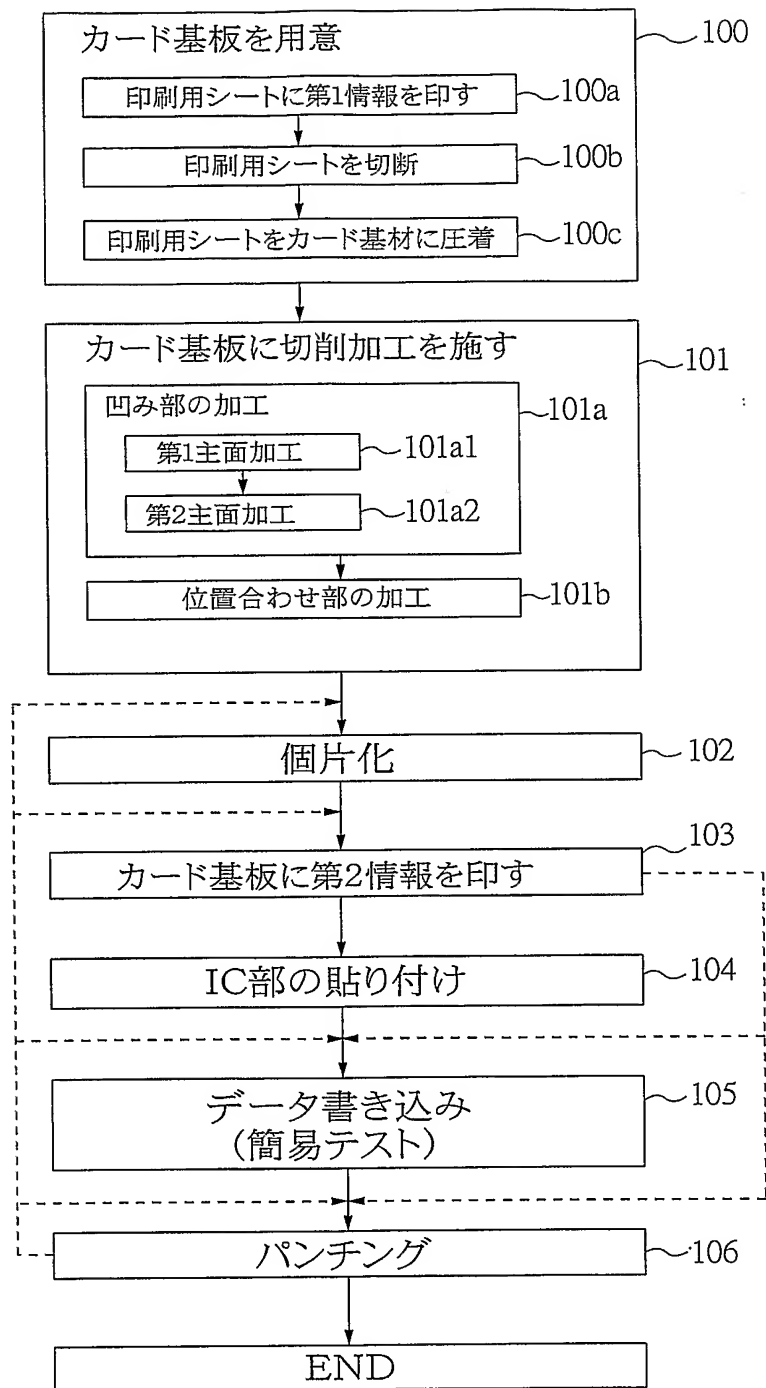 カード基板を用意
100
印刷用シートに第1情報を印す
100a
印刷用シートを切断
100b
印刷用シートをカード基材に圧着
100c
カード基板に切削加工を施す
101
凹み部の加工
101a
第1主面加工
101a1
第2主面加工
101a2
位置合わせ部の加工
101b
個片化
102
カード基板に第2情報を印す
103
IC部の貼り付け
104
データ書き込み
(簡易テスト)
105
パンチング
106
END